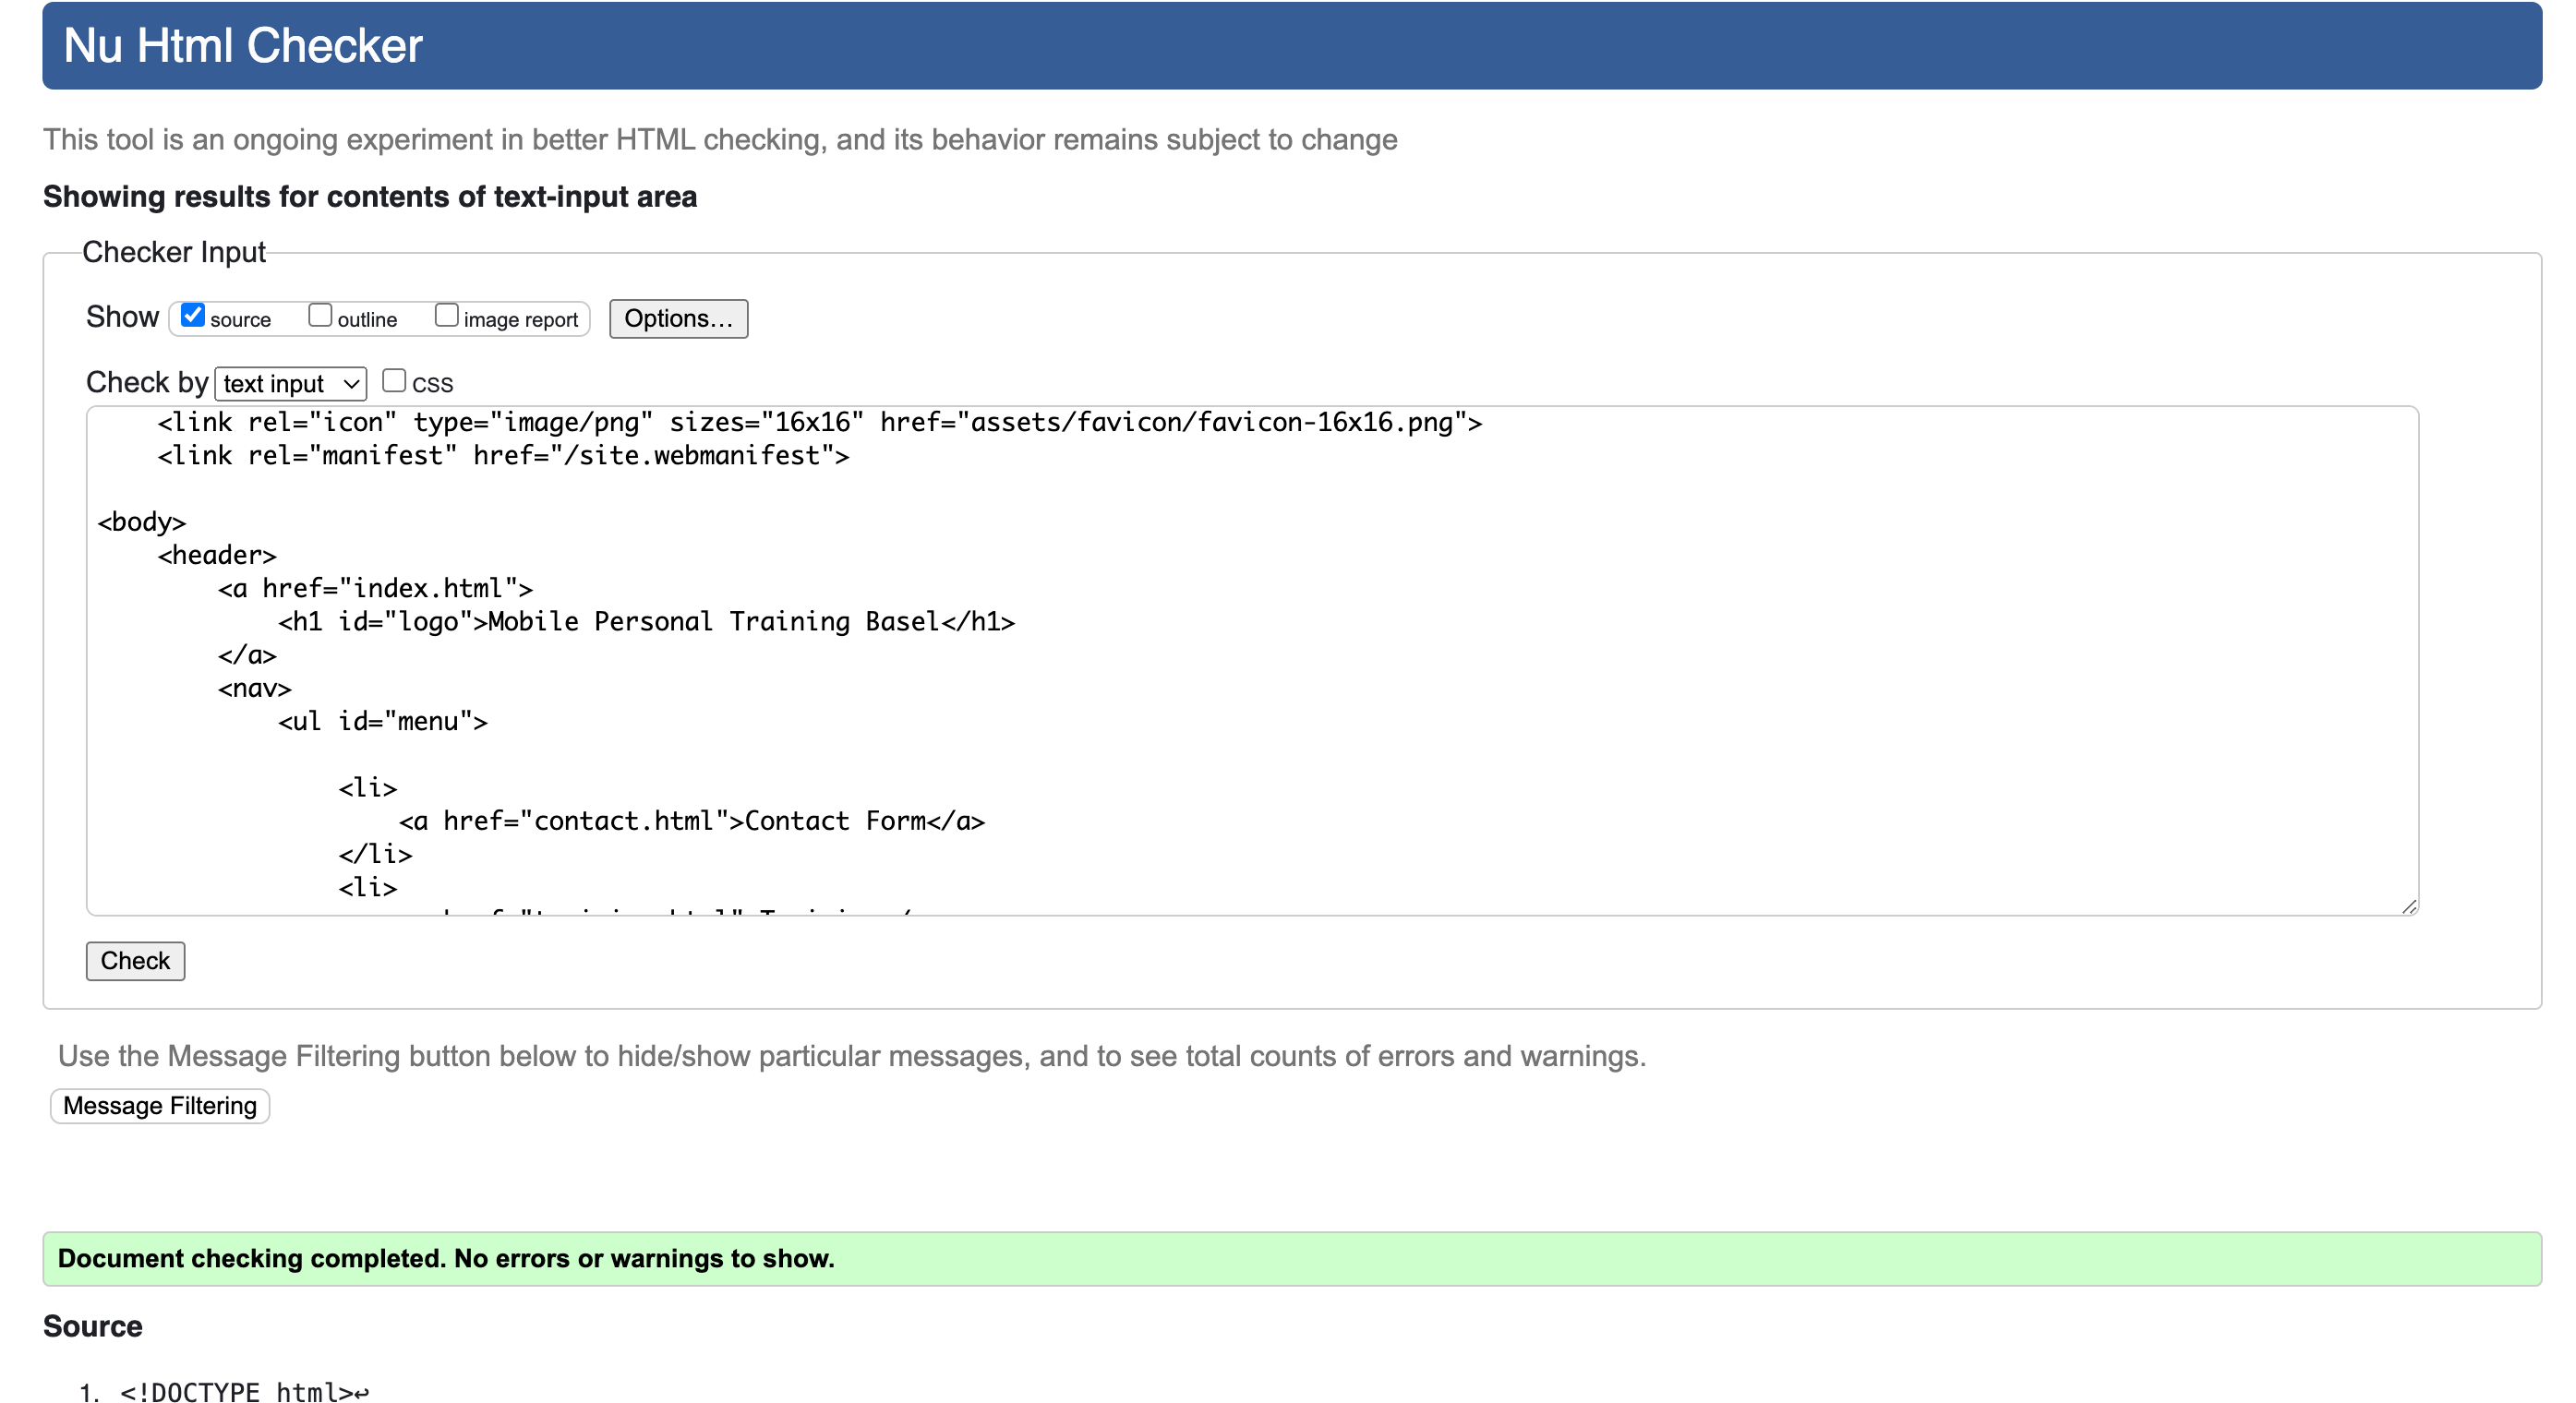 Nu Html Checker
This tool is an ongoing experiment in better HTML checking, and its behavior remains subject to change
Showing results for contents of text-input area
Checker Input
Show source outline image report Options...
Check by text input CSS
<link rel="icon" type="image/png" sizes="16x16" href="assets/favicon/favicon-16x16.png">
<link rel="manifest" href="/site.webmanifest">
<body>
<header>
<a href="index.html">
<h1 id="logo">Mobile Personal Training Basel</h1>
</a>
<nav>
<ul id="menu">
<li>
<a href="contact.html">Contact Form</a>
</li>
<li>
Check
Use the Message Filtering button below to hide/show particular messages, and to see total counts of errors and warnings.
Message Filtering
Document checking completed. No errors or warnings to show.
Source
1. <!DOCTYPE html>↩